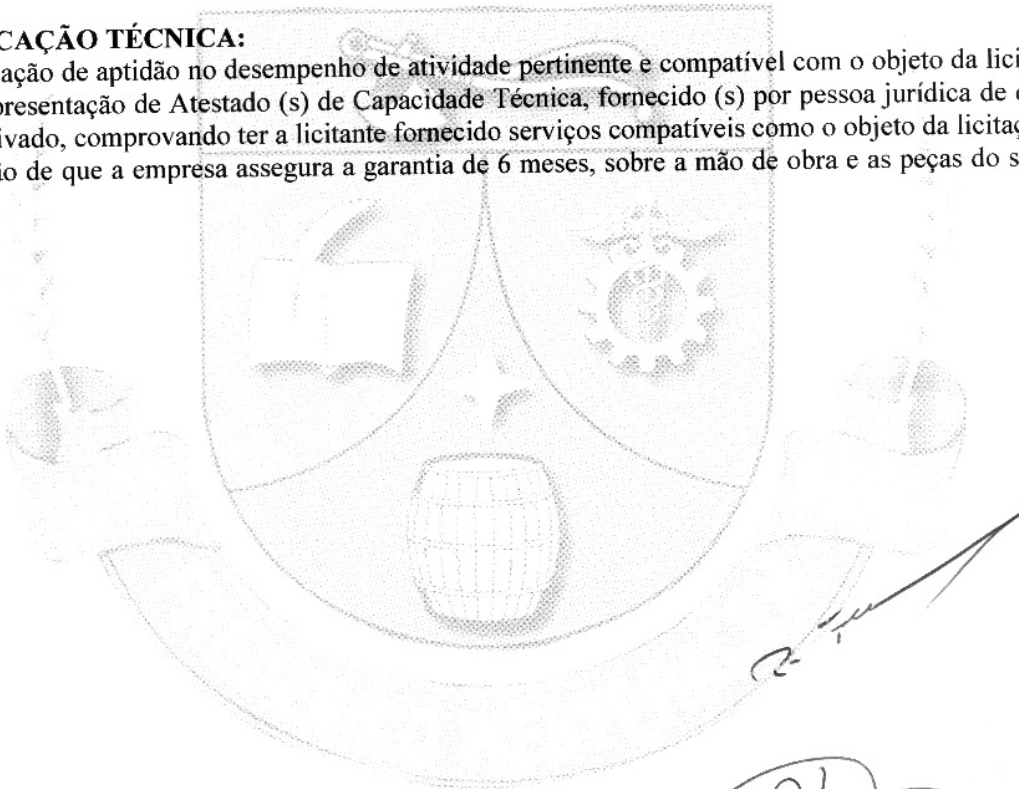 CAÇÃO TÉCNICA:
ação de aptidão no desempenho de atividade pertinente e compatível com o objeto da lici
presentação de Atestado (s) de Capacidade Técnica, fornecido (s) por pessoa jurídica de
ivado, comprovando ter a licitante fornecido serviços compatíveis como o objeto da licitaç
io de que a empresa assegura a garantia de 6 meses, sobre a mão de obra e as peças do s